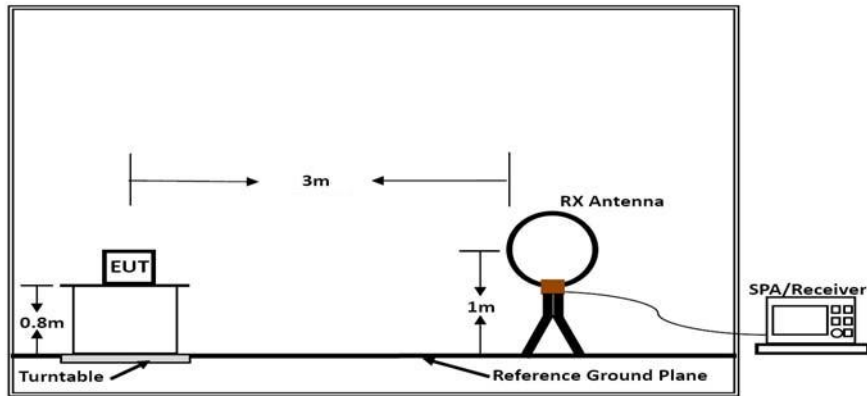 3m
RX Antenna
EUT
SPA/Receiver
0.8m
1m
Turntable
Reference Ground Plane